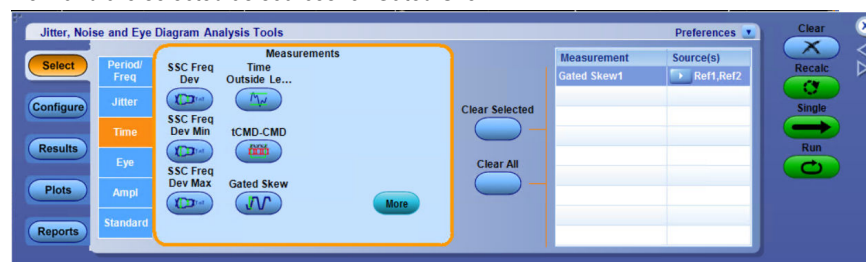 Jitter, Noise and Eye Diagram Analysis Tools
Preferences
Clear
Select
Configure
Results
Plots
Reports
Period/
Freq
Jitter
Time
Eye
Ampl
Standard
Measurements
SSC Freq
Dev
Time
Outside Le...
SSC Freq
Dev Min
tCMD-CMD
SSC Freq
Dev Max
Gated Skew
More
Clear Selected
Clear All
Measurement
Source(s)
Gated Skew1
Ref1,Ref2
Recalc
Single
Run